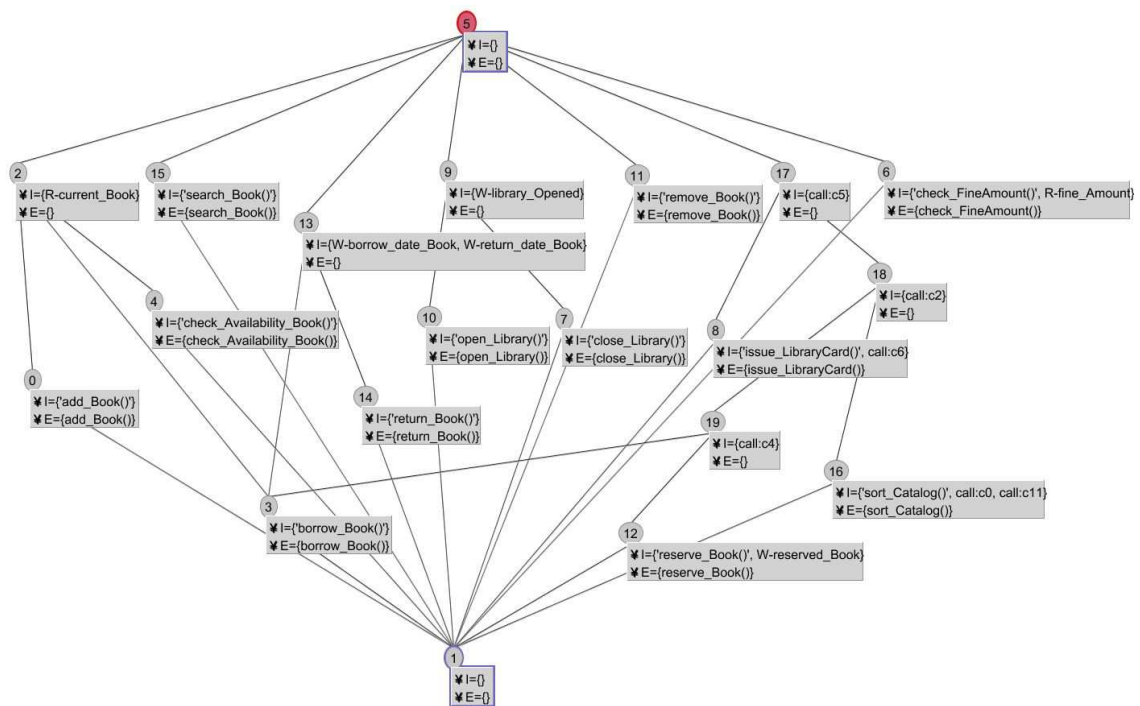 5
¥ I={}
¥ E={}
2
¥ I={R-current_Book}
¥ E={}
15
¥ I={'search_Book()'}
¥ E={search_Book()}
9
¥ I={W-library_Opened}
¥ E={}
11
¥ I={'remove_Book()'}
¥ E={remove_Book()}
17
¥ I={call:c5}
¥ E={}
6
¥ I={'check_FineAmount()', R-fine_Amount}
¥ E={check_FineAmount()}
13
¥ I={W-borrow_date_Book, W-return_date_Book}
¥ E={}
18
¥ I={call:c2}
¥ E={}
4
¥ I={'check_Availability_Book()'}
¥ E={check_Availability_Book()}
10
¥ I={'open_Library()'}
¥ E={open_Library()}
7
¥ I={'close_Library()'}
¥ E={close_Library()}
8
¥ I={'issue_LibraryCard()', call:c6}
¥ E={issue_LibraryCard()}
0
¥ I={'add_Book()'}
¥ E={add_Book()}
14
¥ I={'return_Book()'}
¥ E={return_Book()}
19
¥ I={call:c4}
¥ E={}
16
¥ I={'sort_Catalog()', call:c0, call:c11}
¥ E={sort_Catalog()}
3
¥ I={'borrow_Book()'}
¥ E={borrow_Book()}
12
¥ I={'reserve_Book()', W-reserved_Book}
¥ E={reserve_Book()}
1
¥ I={}
¥ E={}